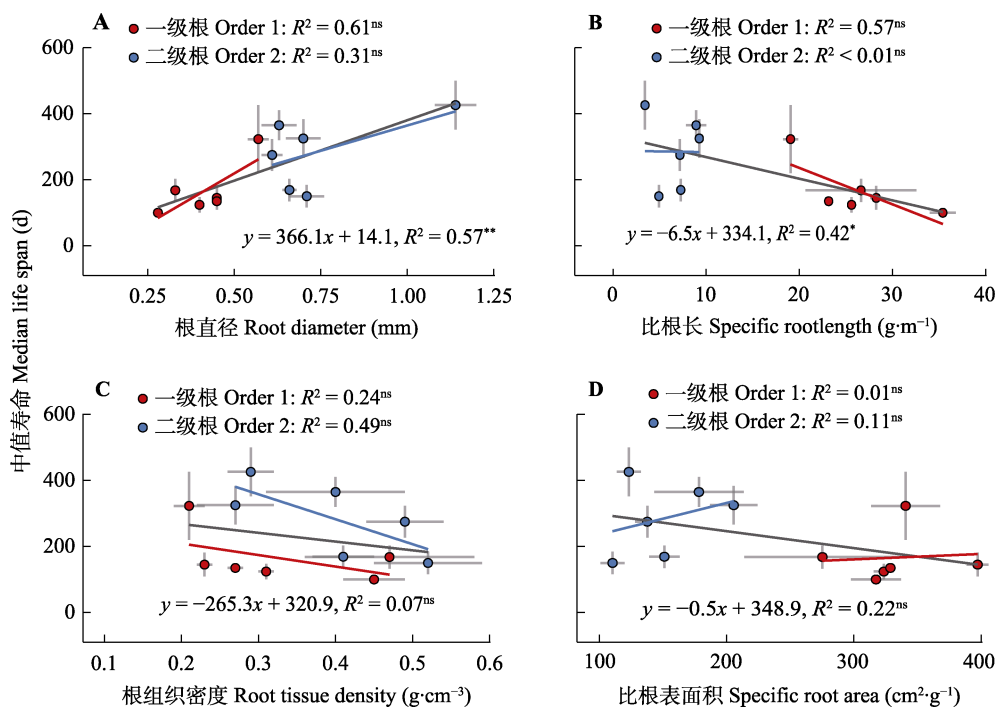 中值寿命 Median life span (d)
A
一级根 Order 1: R² = 0.61ns
二级根 Order 2: R² = 0.31ns
600
400
200
0
y = 366.1x + 14.1, R² = 0.57**
0.25 0.50 0.75 1.00 1.25
根直径 Root diameter (mm)
B
一级根 Order 1: R² = 0.57ns
二级根 Order 2: R² < 0.01ns
600
400
200
0
y = −6.5x + 334.1, R² = 0.42*
0 10 20 30 40
比根长 Specific rootlength (g·m⁻¹)
C
一级根 Order 1: R² = 0.24ns
二级根 Order 2: R² = 0.49ns
600
400
200
0
y = −265.3x + 320.9, R² = 0.07ns
0.1 0.2 0.3 0.4 0.5 0.6
根组织密度 Root tissue density (g·cm⁻³)
D
一级根 Order 1: R² = 0.01ns
二级根 Order 2: R² = 0.11ns
600
400
200
0
y = −0.5x + 348.9, R² = 0.22ns
100 200 300 400
比根表面积 Specific root area (cm²·g⁻¹)